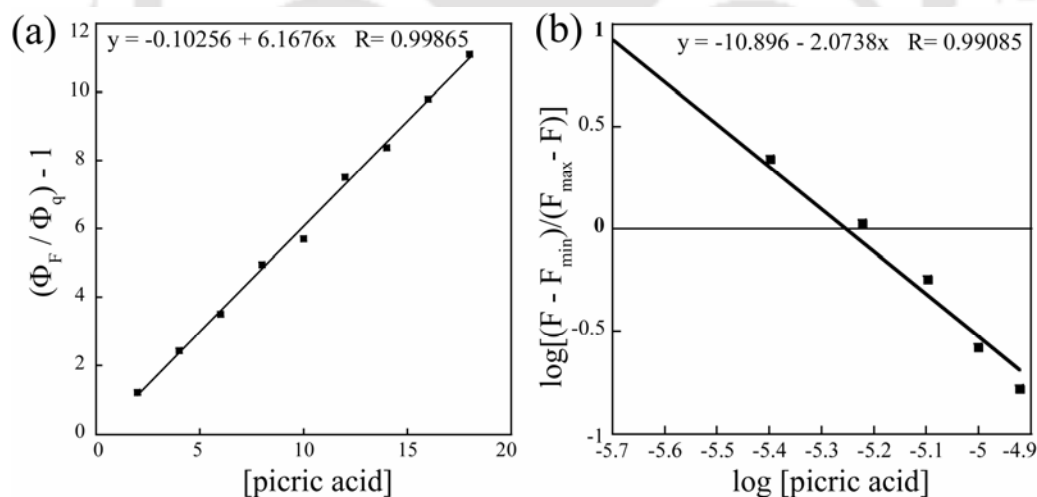 (a)
y = -0.10256 + 6.1676x R= 0.99865
(Φ_F / Φ_q) - 1
12
10
8
6
4
2
0
0 5 10 15 20
[picric acid]
(b)
y = -10.896 - 2.0738x R= 0.99085
log[(F - F_min)/(F_max - F)]
1
0.5
0
-0.5
-1
-5.7 -5.6 -5.5 -5.4 -5.3 -5.2 -5.1 -5 -4.9
log [picric acid]